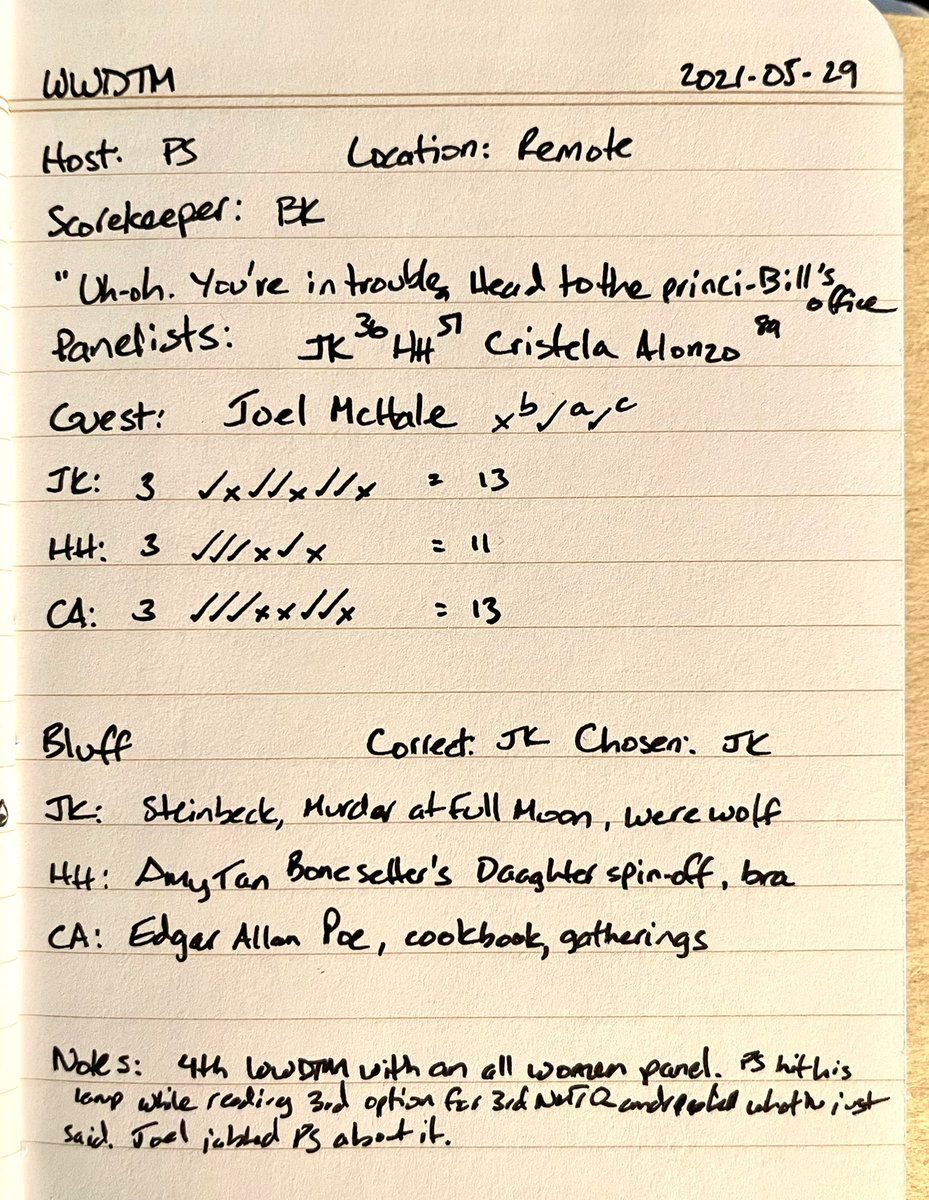 WWDTM 2021-05-29
Host: PS Location: Remote
Scorekeeper: BK
"Uh-oh. You're in trouble, Head to the princi-Bill's office
Panelists: JK 36 HH 51 Cristela Alonzo 89
Guest: Joel McHale ×b ✓a ✓c
JK: 3 ✓×✓✓×✓✓× = 13
HH: 3 ✓✓✓×✓× = 11
CA: 3 ✓✓✓××✓✓× = 13
Bluff Correct: JK Chosen: JK
JK: Steinbeck, Murder at Full Moon, werewolf
HH: Amy Tan Bonesetter's Daughter spin-off, bra
CA: Edgar Allan Poe, cookbook, gatherings
Notes: 4th WWDTM with an all women panel. PS hit his
lamp while reading 3rd option for 3rd NMJQ and what he just
said. Joel jabbed PS about it.